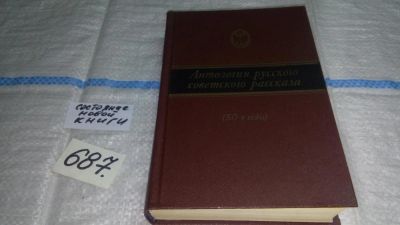 Антология русского
советского рассказа
(50-е годы)
состояние
новой
книги
687.